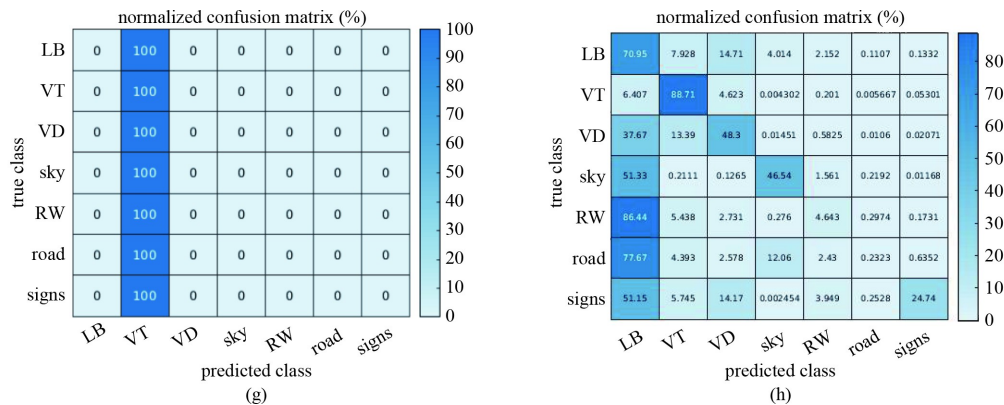 normalized confusion matrix (%)
LB 0 100 0 0 0 0 0
VT 0 100 0 0 0 0 0
VD 0 100 0 0 0 0 0
sky 0 100 0 0 0 0 0
RW 0 100 0 0 0 0 0
road 0 100 0 0 0 0 0
signs 0 100 0 0 0 0 0
true class
LB VT VD sky RW road signs
predicted class
100
90
80
70
60
50
40
30
20
10
0
(g)
normalized confusion matrix (%)
LB 70.95 7.928 14.71 4.014 2.152 0.1107 0.1332
VT 6.407 88.71 4.623 0.004302 0.201 0.005667 0.05301
VD 37.67 13.39 48.3 0.01451 0.5825 0.0106 0.02071
sky 51.33 0.2111 0.1265 46.54 1.561 0.2192 0.01168
RW 86.44 5.438 2.731 0.276 4.643 0.2974 0.1731
road 77.67 4.393 2.578 12.06 2.43 0.2323 0.6352
signs 51.15 5.745 14.17 0.002454 3.949 0.2528 24.74
true class
LB VT VD sky RW road signs
predicted class
80
70
60
50
40
30
20
10
0
(h)